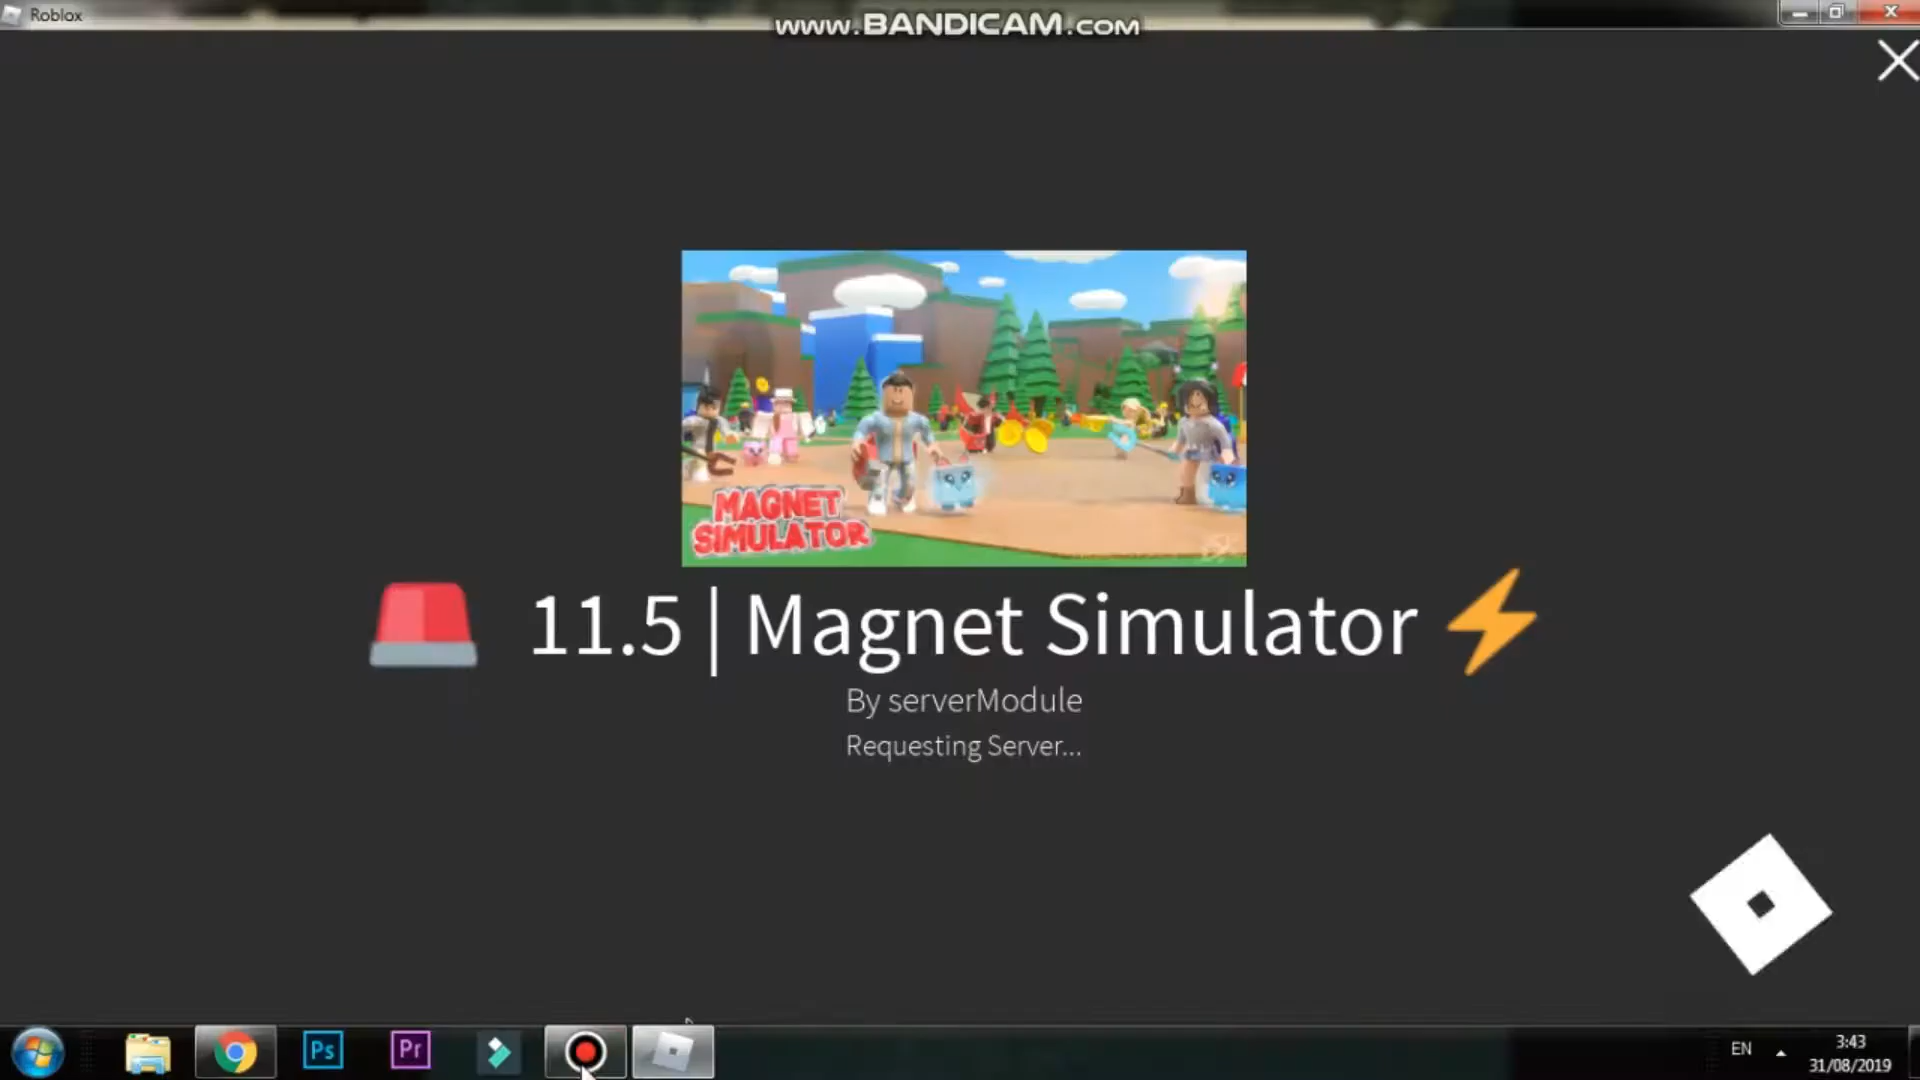 Roblox
www.BANDICAM.com
MAGNET
SIMULATOR
11.5 | Magnet Simulator
By serverModule
Requesting Server...
Ps
Pr
EN
3:43
31/08/2019